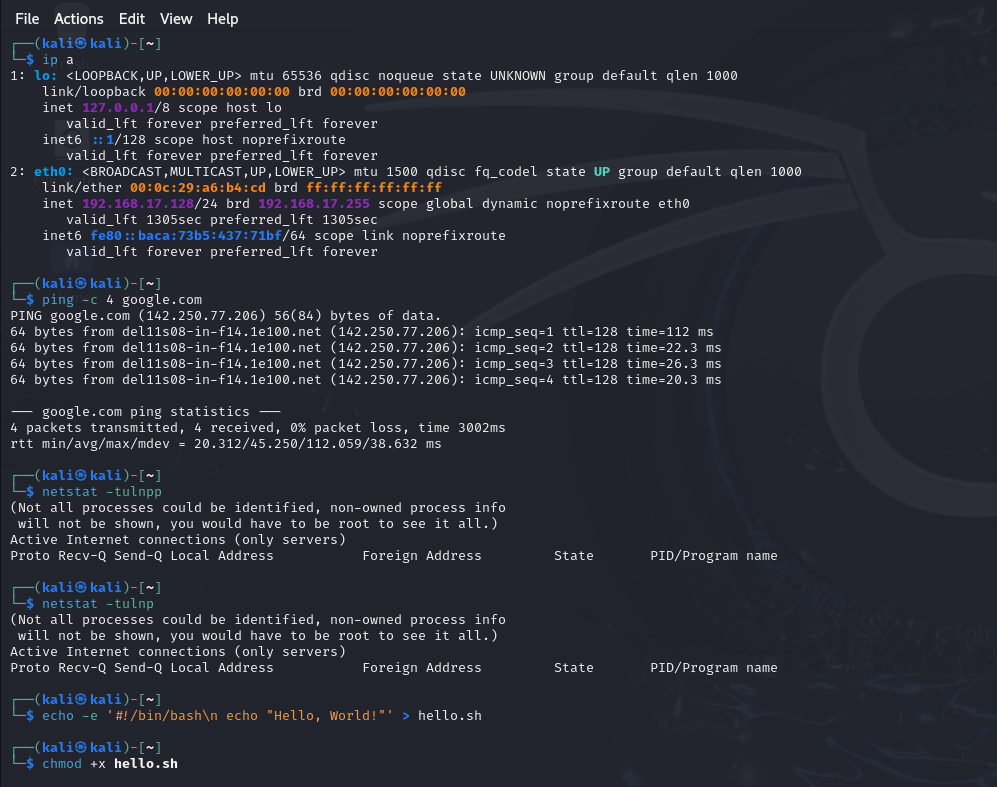 File Actions Edit View Help
┌──(kali㉿kali)-[~]
└─$ ip a
1: lo: <LOOPBACK,UP,LOWER_UP> mtu 65536 qdisc noqueue state UNKNOWN group default qlen 1000
    link/loopback 00:00:00:00:00:00 brd 00:00:00:00:00:00
    inet 127.0.0.1/8 scope host lo
       valid_lft forever preferred_lft forever
    inet6 ::1/128 scope host noprefixroute
       valid_lft forever preferred_lft forever
2: eth0: <BROADCAST,MULTICAST,UP,LOWER_UP> mtu 1500 qdisc fq_codel state UP group default qlen 1000
    link/ether 00:0c:29:a6:b4:cd brd ff:ff:ff:ff:ff:ff
    inet 192.168.17.128/24 brd 192.168.17.255 scope global dynamic noprefixroute eth0
       valid_lft 1305sec preferred_lft 1305sec
    inet6 fe80::baca:73b5:437:71bf/64 scope link noprefixroute
       valid_lft forever preferred_lft forever
┌──(kali㉿kali)-[~]
└─$ ping -c 4 google.com
PING google.com (142.250.77.206) 56(84) bytes of data.
64 bytes from del11s08-in-f14.1e100.net (142.250.77.206): icmp_seq=1 ttl=128 time=112 ms
64 bytes from del11s08-in-f14.1e100.net (142.250.77.206): icmp_seq=2 ttl=128 time=22.3 ms
64 bytes from del11s08-in-f14.1e100.net (142.250.77.206): icmp_seq=3 ttl=128 time=26.3 ms
64 bytes from del11s08-in-f14.1e100.net (142.250.77.206): icmp_seq=4 ttl=128 time=20.3 ms
--- google.com ping statistics ---
4 packets transmitted, 4 received, 0% packet loss, time 3002ms
rtt min/avg/max/mdev = 20.312/45.250/112.059/38.632 ms
┌──(kali㉿kali)-[~]
└─$ netstat -tulnpp
(Not all processes could be identified, non-owned process info
 will not be shown, you would have to be root to see it all.)
Active Internet connections (only servers)
Proto Recv-Q Send-Q Local Address           Foreign Address         State       PID/Program name
┌──(kali㉿kali)-[~]
└─$ netstat -tulnp
(Not all processes could be identified, non-owned process info
 will not be shown, you would have to be root to see it all.)
Active Internet connections (only servers)
Proto Recv-Q Send-Q Local Address           Foreign Address         State       PID/Program name
┌──(kali㉿kali)-[~]
└─$ echo -e '#!/bin/bash\n echo "Hello, World!"' > hello.sh
┌──(kali㉿kali)-[~]
└─$ chmod +x hello.sh